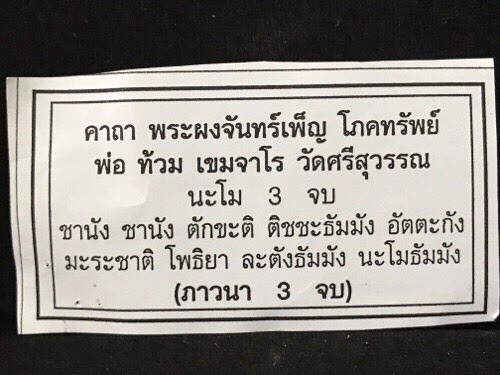 คาถา พระผงจันทร์เพ็ญ โภคทรัพย์
พ่อ ท้วม เขมจาโร วัดศรีสุวรรณ
นะโม 3 จบ
ชานัง ชานัง ตักขะติ ติชชะธัมมัง อัตตะกัง
มะระชาติ โพธิยา ละตังธัมมัง นะโมธัมมัง
(ภาวนา 3 จบ)